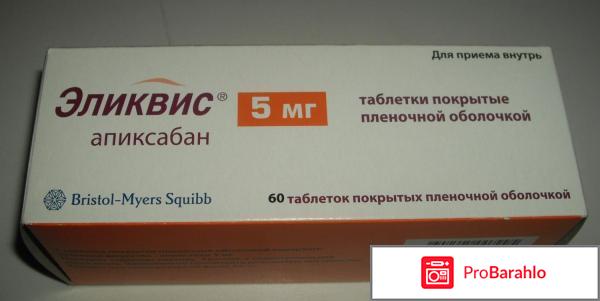 Для приема внутрь
Эликвис®
5 мг
таблетки покрытые
пленочной оболочкой
апиксабан
Bristol-Myers Squibb
60 таблеток покрытых пленочной оболочкой
ProBarahlo